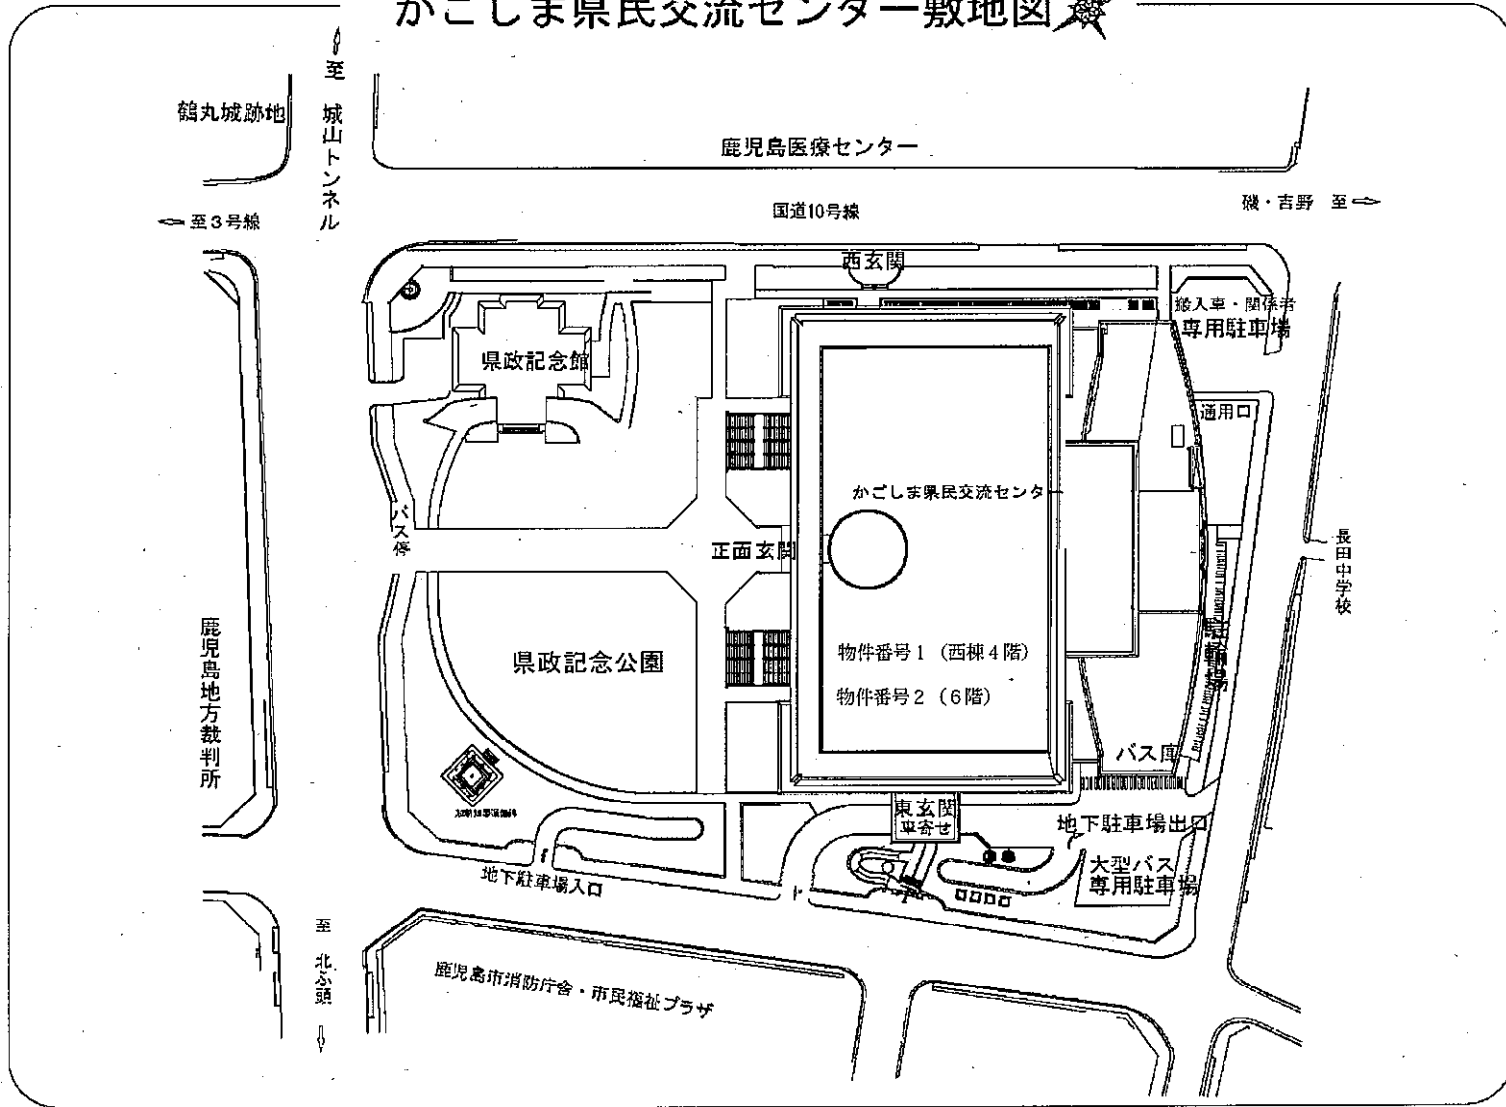 かごしま県民交流センター敷地図
至 城山トンネル
鶴丸城跡地
鹿児島医療センター
国道10号線
至3号線
磯・吉野 至
西玄関
搬入車・関係者
専用駐車場
県政記念館
通用口
かごしま県民交流センター
バス停
正面玄関
長田中学校
鹿児島地方裁判所
県政記念公園
物件番号1（西棟4階）
物件番号2（6階）
駐輪場
バス庫
東玄関
車寄せ
地下駐車場出口
大型バス
専用駐車場
地下駐車場入口
至 北ふ頭
鹿児島市消防庁舎・市民福祉プラザ